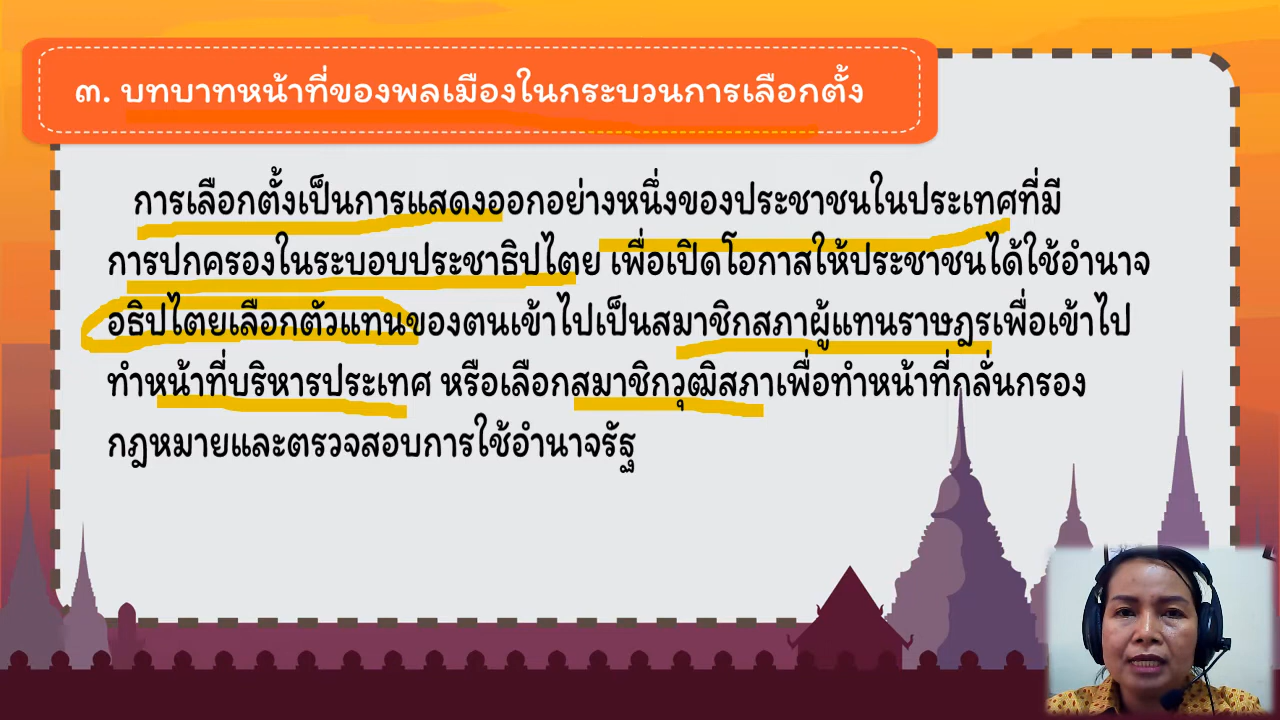 ๓. บทบาทหน้าที่ของพลเมืองในกระบวนการเลือกตั้ง
การเลือกตั้งเป็นการแสดงออกอย่างหนึ่งของประชาชนในประเทศที่มี
การปกครองในระบอบประชาธิปไตย เพื่อเปิดโอกาสให้ประชาชนได้ใช้อำนาจ
อธิปไตยเลือกตัวแทนของตนเข้าไปเป็นสมาชิกสภาผู้แทนราษฎรเพื่อเข้าไป
ทำหน้าที่บริหารประเทศ หรือเลือกสมาชิกวุฒิสภาเพื่อทำหน้าที่กลั่นกรอง
กฎหมายและตรวจสอบการใช้อำนาจรัฐ